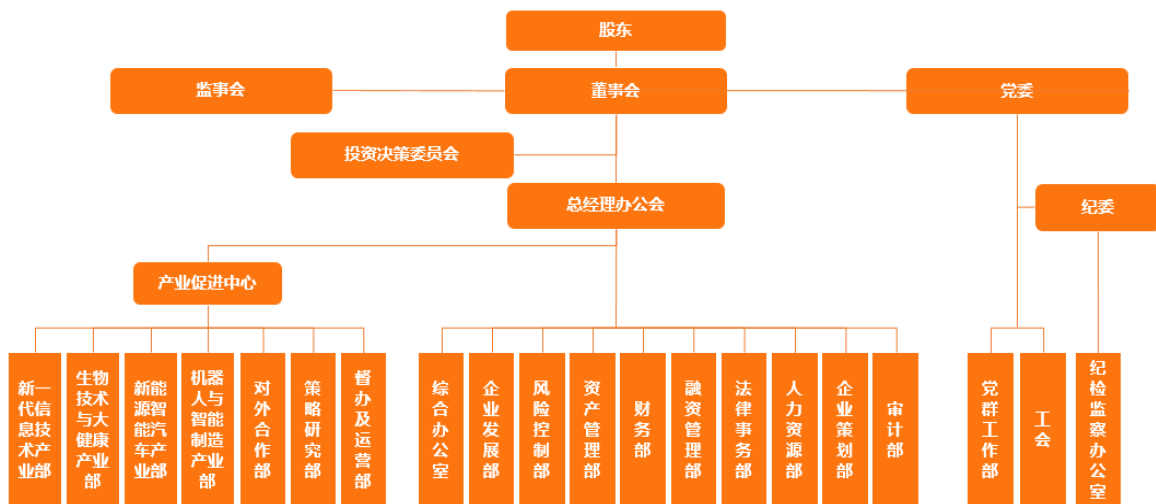 股东
监事会
董事会
党委
投资决策委员会
总经理办公会
纪委
产业促进中心
新一代信息技术产业部
生物技术与大健康产业部
新能源智能汽车产业部
机器人与智能制造产业部
对外合作部
策略研究部
督办及运营部
综合办公室
企业发展部
风险控制部
资产管理部
财务部
融资管理部
法律事务部
人力资源部
企业策划部
审计部
党群工作部
工会
纪检监察办公室